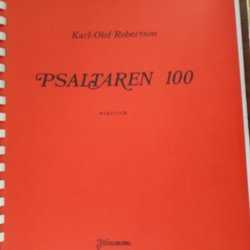 Karl-Olof Robertson
PSALTAREN 100
PARTITUR